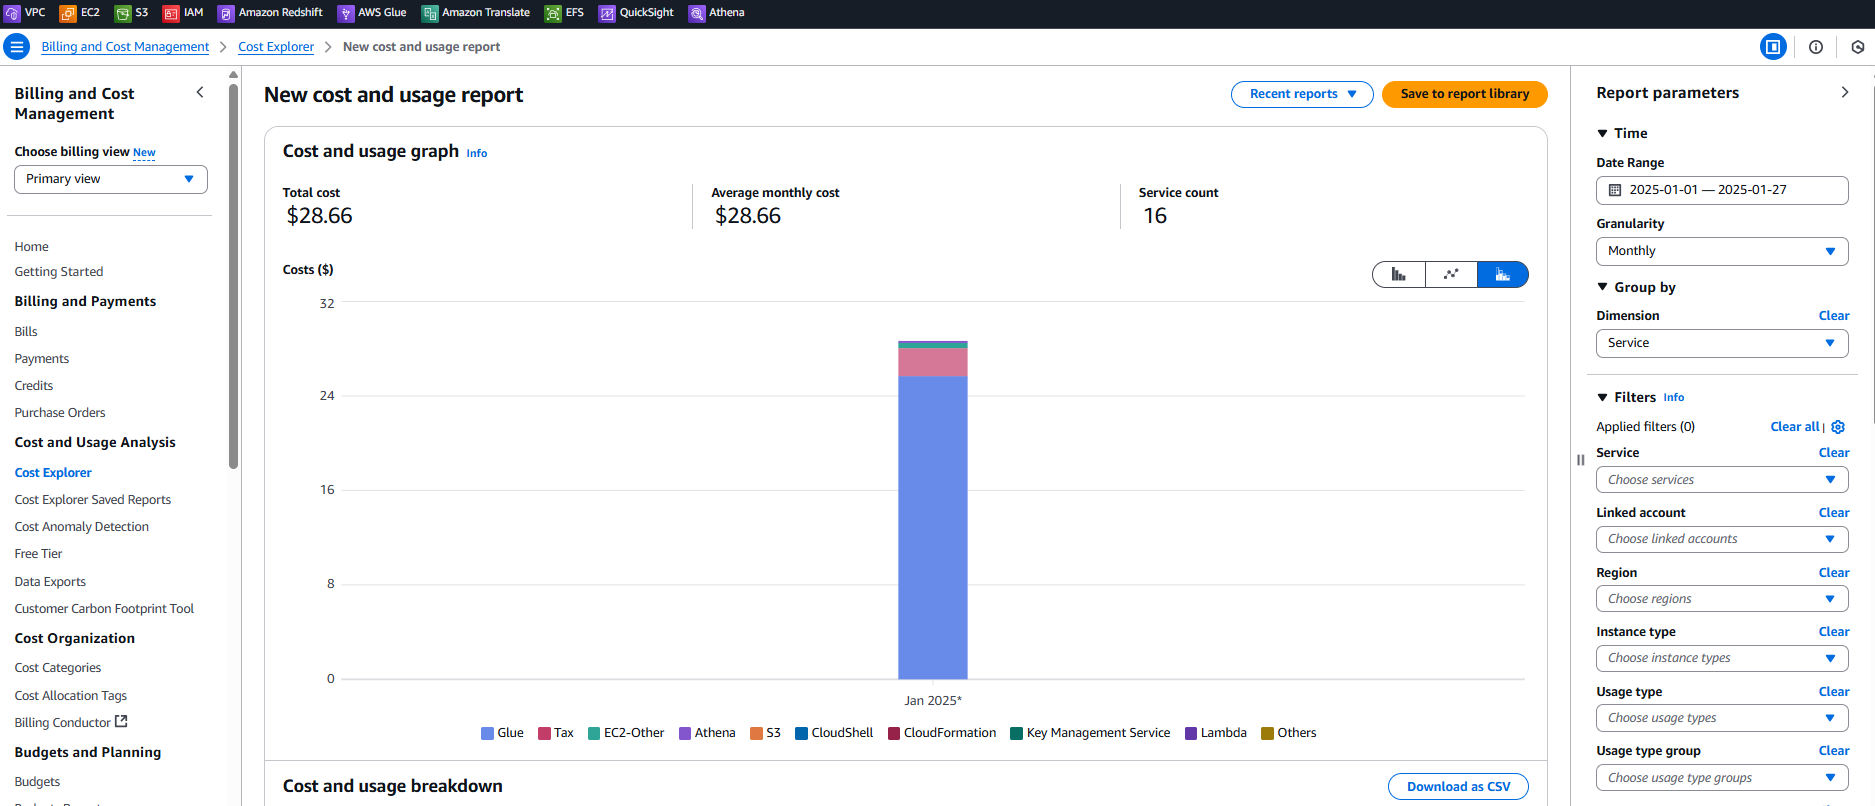 VPC EC2 S3 IAM Amazon Redshift AWS Glue Amazon Translate EFS QuickSight Athena
Billing and Cost Management > Cost Explorer > New cost and usage report
Billing and Cost
Management
Choose billing view New
Primary view
Home
Getting Started
Billing and Payments
Bills
Payments
Credits
Purchase Orders
Cost and Usage Analysis
Cost Explorer
Cost Explorer Saved Reports
Cost Anomaly Detection
Free Tier
Data Exports
Customer Carbon Footprint Tool
Cost Organization
Cost Categories
Cost Allocation Tags
Billing Conductor
Budgets and Planning
Budgets
New cost and usage report
Recent reports
Save to report library
Cost and usage graph Info
Total cost
$28.66
Average monthly cost
$28.66
Service count
16
Costs ($)
32
24
16
8
0
Jan 2025*
Glue Tax EC2-Other Athena S3 CloudShell CloudFormation Key Management Service Lambda Others
Cost and usage breakdown
Download as CSV
Report parameters
Time
Date Range
2025-01-01 — 2025-01-27
Granularity
Monthly
Group by
Dimension Clear
Service
Filters Info
Applied filters (0) Clear all |
Service Clear
Choose services
Linked account Clear
Choose linked accounts
Region Clear
Choose regions
Instance type Clear
Choose instance types
Usage type Clear
Choose usage types
Usage type group Clear
Choose usage type groups